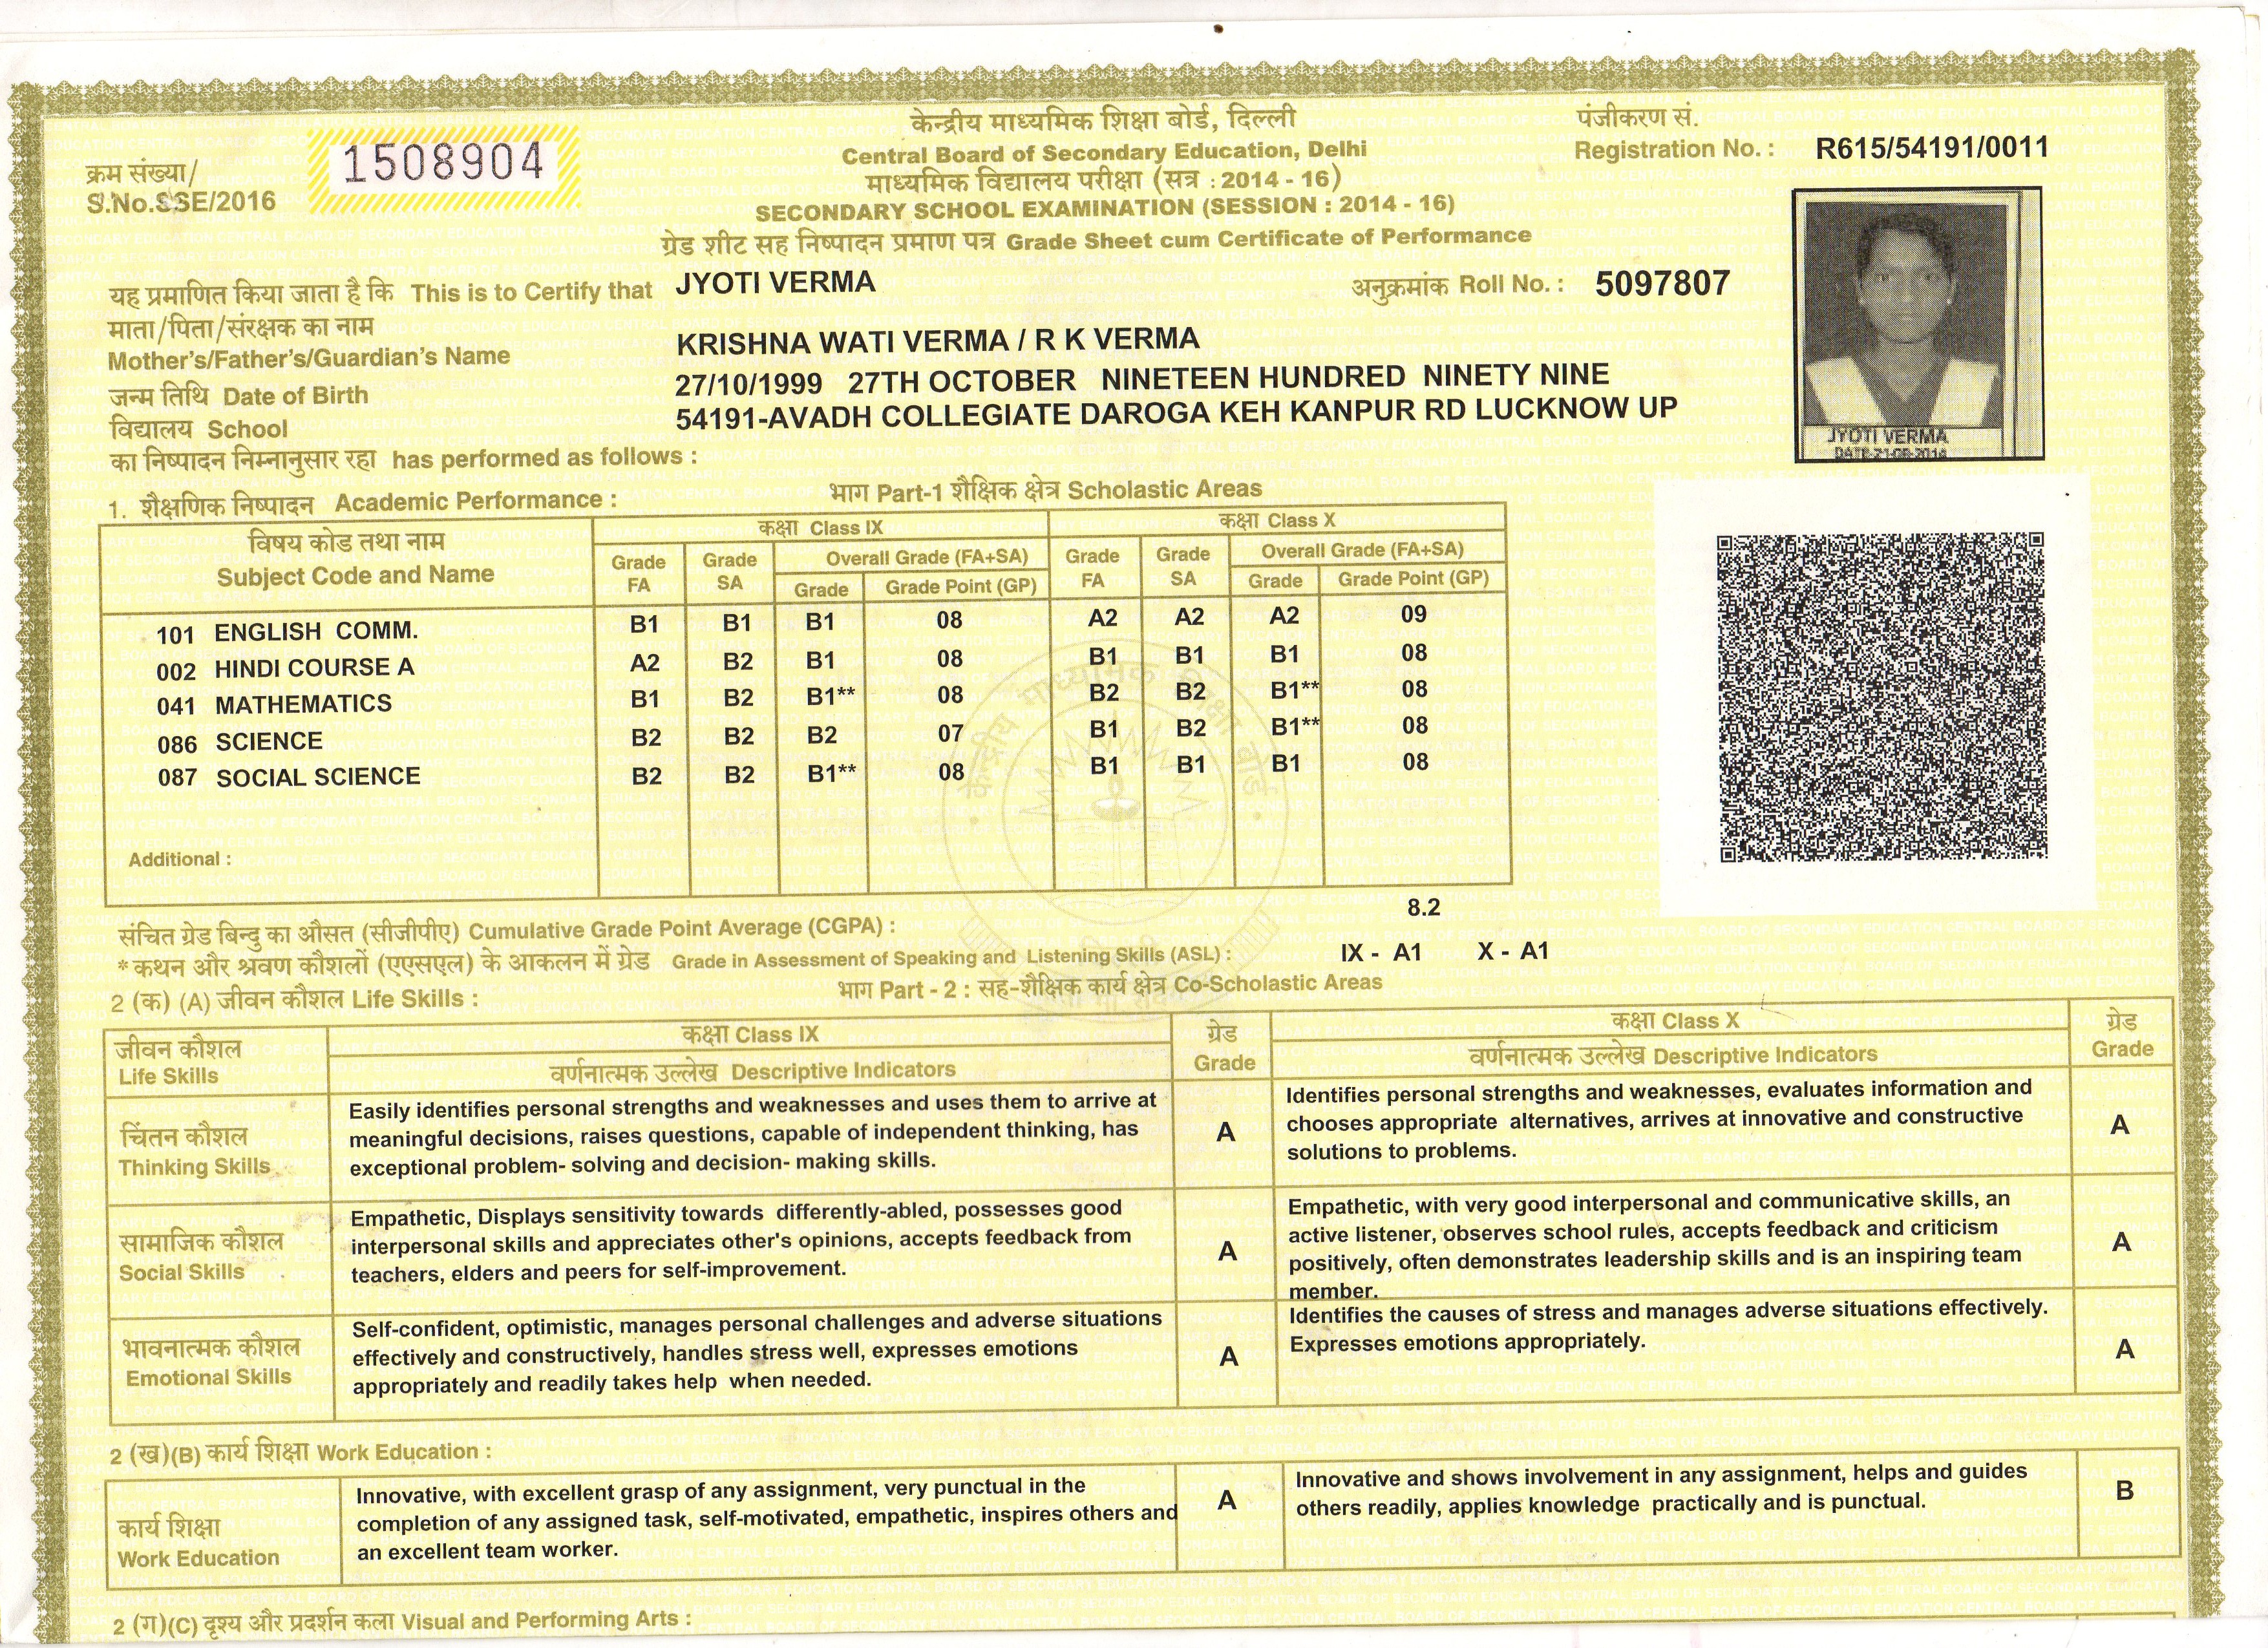 केन्द्रीय माध्यमिक शिक्षा बोर्ड, दिल्ली
पंजीकरण सं.
क्रम संख्या/
S.No.SSE/2016
1508904
Central Board of Secondary Education, Delhi
Registration No. : R615/54191/0011
माध्यमिक विद्यालय परीक्षा (सत्र : 2014 - 16)
SECONDARY SCHOOL EXAMINATION (SESSION : 2014 - 16)
ग्रेड शीट सह निष्पादन प्रमाण पत्र Grade Sheet cum Certificate of Performance
यह प्रमाणित किया जाता है कि This is to Certify that JYOTI VERMA
अनुक्रमांक Roll No. : 5097807
माता/पिता/संरक्षक का नाम
Mother's/Father's/Guardian's Name KRISHNA WATI VERMA / R K VERMA
जन्म तिथि Date of Birth 27/10/1999 27TH OCTOBER NINETEEN HUNDRED NINETY NINE
विद्यालय School 54191-AVADH COLLEGIATE DAROGA KEH KANPUR RD LUCKNOW UP
JYOTI VERMA
DATE-21-08-2014
का निष्पादन निम्नानुसार रहा has performed as follows :
1. शैक्षणिक निष्पादन Academic Performance : भाग Part-1 शैक्षिक क्षेत्र Scholastic Areas
विषय कोड तथा नाम
Subject Code and Name
कक्षा Class IX
कक्षा Class X
Grade FA Grade SA Overall Grade (FA+SA) Grade FA Grade SA Overall Grade (FA+SA)
Grade Grade Point (GP) Grade Grade Point (GP)
101 ENGLISH COMM. B1 B1 B1 08 A2 A2 A2 09
002 HINDI COURSE A A2 B2 B1 08 B1 B1 B1 08
041 MATHEMATICS B1 B2 B1** 08 B2 B2 B1** 08
086 SCIENCE B2 B2 B2 07 B1 B2 B1** 08
087 SOCIAL SCIENCE B2 B2 B1** 08 B1 B1 B1 08
Additional :
संचित ग्रेड बिन्दु का औसत (सीजीपीए) Cumulative Grade Point Average (CGPA) : 8.2
* कथन और श्रवण कौशलों (एएसएल) के आकलन में ग्रेड Grade in Assessment of Speaking and Listening Skills (ASL) : IX - A1 X - A1
2 (क) (A) जीवन कौशल Life Skills : भाग Part - 2 : सह-शैक्षिक कार्य क्षेत्र Co-Scholastic Areas
जीवन कौशल
Life Skills
कक्षा Class IX
वर्णनात्मक उल्लेख Descriptive Indicators
ग्रेड
Grade
कक्षा Class X
वर्णनात्मक उल्लेख Descriptive Indicators
ग्रेड
Grade
चिंतन कौशल
Thinking Skills
Easily identifies personal strengths and weaknesses and uses them to arrive at
meaningful decisions, raises questions, capable of independent thinking, has
exceptional problem- solving and decision- making skills.
A
Identifies personal strengths and weaknesses, evaluates information and
chooses appropriate alternatives, arrives at innovative and constructive
solutions to problems.
A
सामाजिक कौशल
Social Skills
Empathetic, Displays sensitivity towards differently-abled, possesses good
interpersonal skills and appreciates other's opinions, accepts feedback from
teachers, elders and peers for self-improvement.
A
Empathetic, with very good interpersonal and communicative skills, an
active listener, observes school rules, accepts feedback and criticism
positively, often demonstrates leadership skills and is an inspiring team
member.
A
भावनात्मक कौशल
Emotional Skills
Self-confident, optimistic, manages personal challenges and adverse situations
effectively and constructively, handles stress well, expresses emotions
appropriately and readily takes help when needed.
A
Identifies the causes of stress and manages adverse situations effectively.
Expresses emotions appropriately.
A
2 (ख)(B) कार्य शिक्षा Work Education :
कार्य शिक्षा
Work Education
Innovative, with excellent grasp of any assignment, very punctual in the
completion of any assigned task, self-motivated, empathetic, inspires others and
an excellent team worker.
A
Innovative and shows involvement in any assignment, helps and guides
others readily, applies knowledge practically and is punctual.
B
2 (ग)(C) दृश्य और प्रदर्शन कला Visual and Performing Arts :